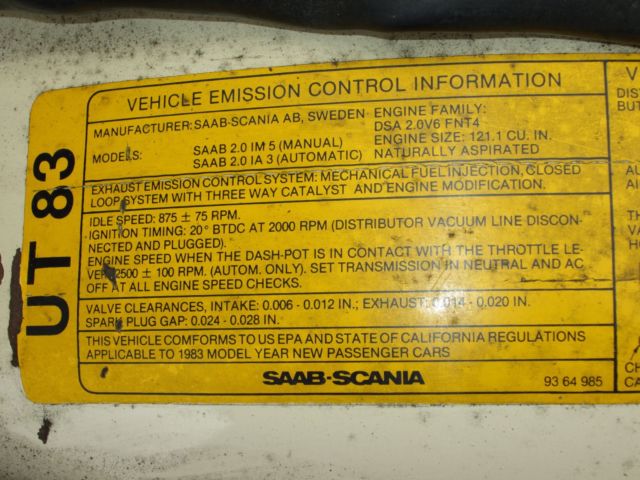 UT 83
VEHICLE EMISSION CONTROL INFORMATION
MANUFACTURER: SAAB-SCANIA AB, SWEDEN
MODELS: SAAB 2.0 IM 5 (MANUAL)
SAAB 2.0 IA 3 (AUTOMATIC)
ENGINE FAMILY:
DSA 2.0V6 FNT4
ENGINE SIZE: 121.1 CU. IN.
NATURALLY ASPIRATED
EXHAUST EMISSION CONTROL SYSTEM: MECHANICAL FUEL INJECTION, CLOSED
LOOP SYSTEM WITH THREE WAY CATALYST AND ENGINE MODIFICATION.
IDLE SPEED: 875 ± 75 RPM.
IGNITION TIMING: 20° BTDC AT 2000 RPM (DISTRIBUTOR VACUUM LINE DISCON-
NECTED AND PLUGGED).
ENGINE SPEED WHEN THE DASH-POT IS IN CONTACT WITH THE THROTTLE LE-
VER: 2500 ± 100 RPM. (AUTOM. ONLY). SET TRANSMISSION IN NEUTRAL AND AC
OFF AT ALL ENGINE SPEED CHECKS.
VALVE CLEARANCES, INTAKE: 0.006 - 0.012 IN.; EXHAUST: 0.014 - 0.020 IN.
SPARK PLUG GAP: 0.024 - 0.028 IN.
THIS VEHICLE COMFORMS TO US EPA AND STATE OF CALIFORNIA REGULATIONS
APPLICABLE TO 1983 MODEL YEAR NEW PASSENGER CARS
SAAB-SCANIA
93 64 985